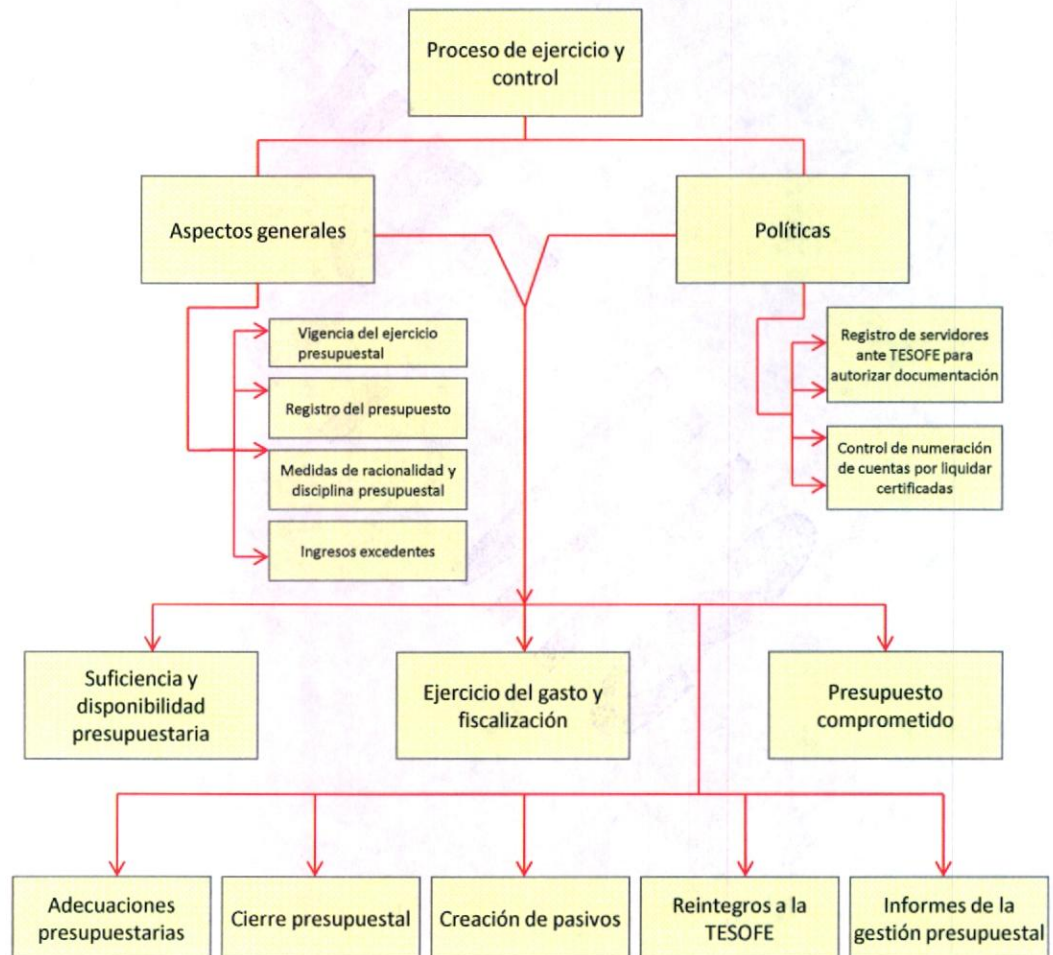 Proceso de ejercicio y
control
Aspectos generales
Políticas
Vigencia del ejercicio
presupuestal
Registro del presupuesto
Medidas de racionalidad y
disciplina presupuestal
Ingresos excedentes
Registro de servidores
ante TESOFE para
autorizar documentación
Control de numeración
de cuentas por liquidar
certificadas
Suficiencia y
disponibilidad
presupuestaria
Ejercicio del gasto y
fiscalización
Presupuesto
comprometido
Adecuaciones
presupuestarias
Cierre presupuestal
Creación de pasivos
Reintegros a la
TESOFE
Informes de la
gestión presupuestal